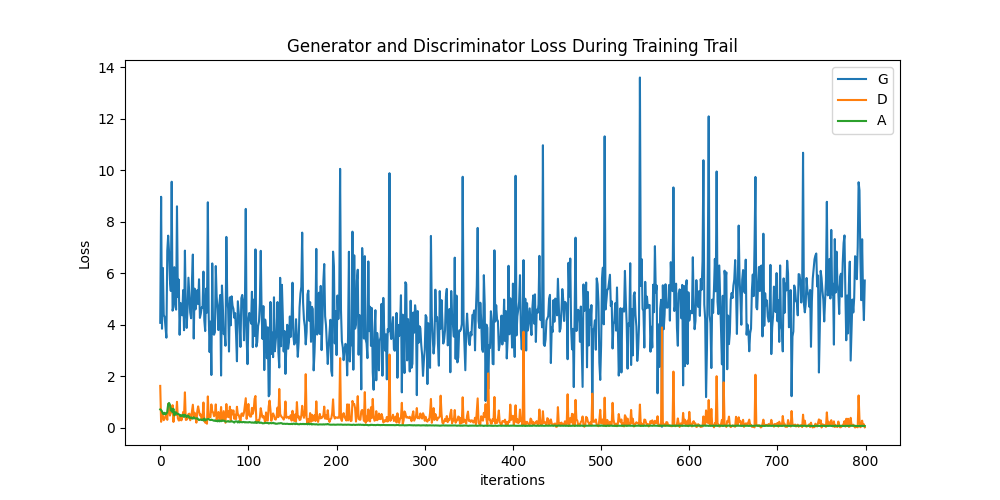 Generator and Discriminator Loss During Training Trail
G
D
A
Loss
14
12
10
8
6
4
2
0
0 100 200 300 400 500 600 700 800
iterations